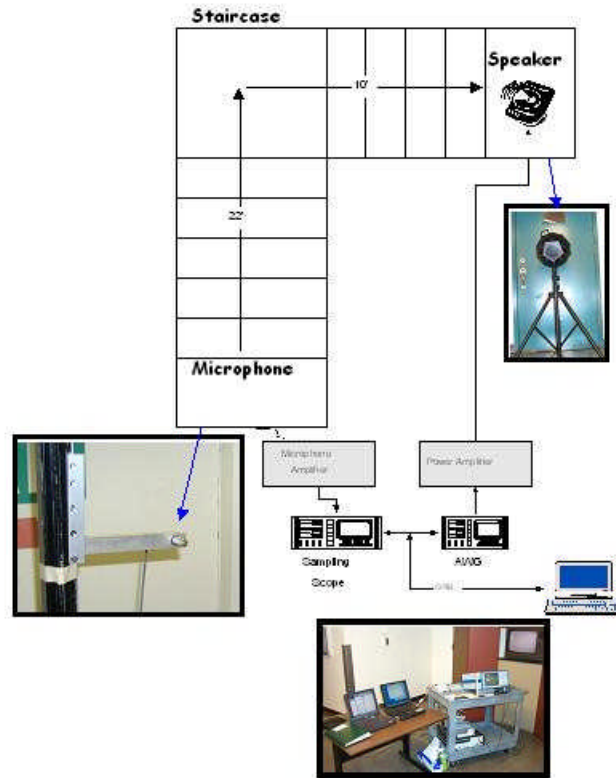 Staircase
Speaker
10'
22'
Microphone
Microphone
Amplifier
Power Amplifier
Sampling
Scope
AWG